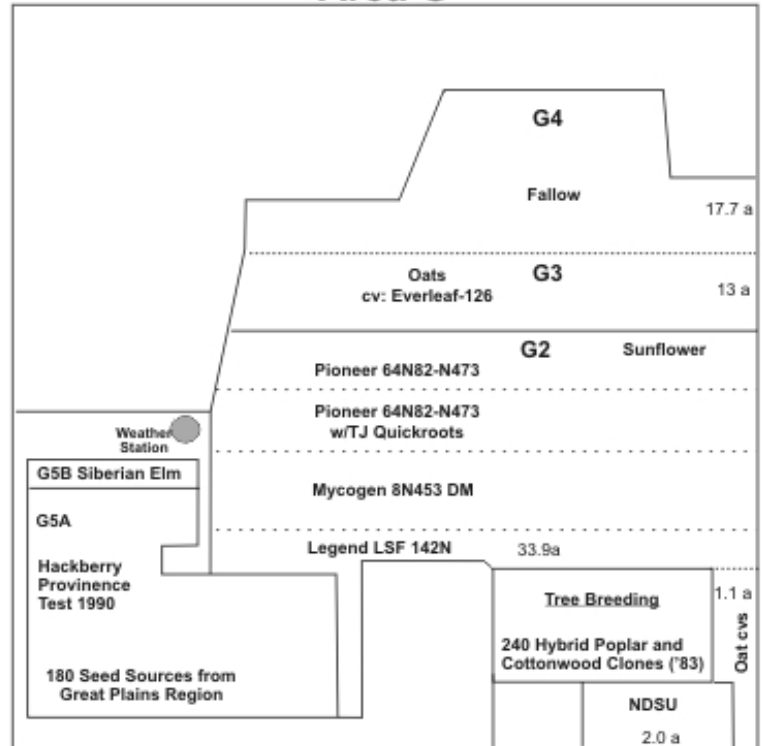 G4
Fallow
17.7 a
Oats
cv: Everleaf-126
G3
13 a
G2
Sunflower
Pioneer 64N82-N473
Pioneer 64N82-N473
w/TJ Quickroots
Weather
Station
G5B Siberian Elm
Mycogen 8N453 DM
G5A
Legend LSF 142N
33.9a
Hackberry
Provinence
Test 1990
Tree Breeding
1.1 a
240 Hybrid Poplar and
Cottonwood Clones ('83)
Oat cvs
180 Seed Sources from
Great Plains Region
NDSU
2.0 a